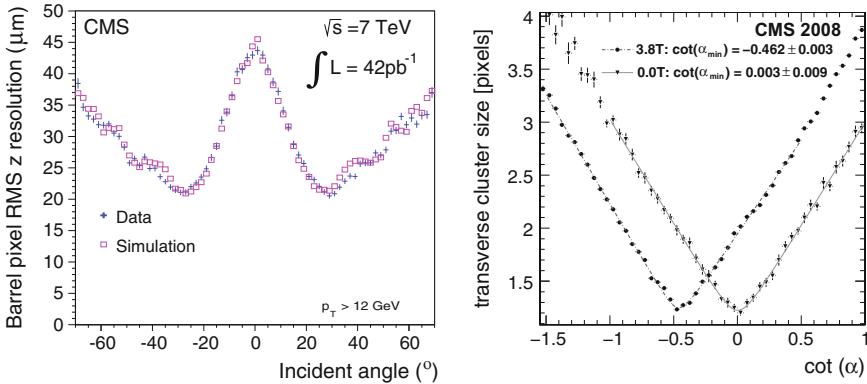 CMS
√s =7 TeV
∫ L = 42pb⁻¹
Barrel pixel RMS z resolution (μm)
50
45
40
35
30
25
20
15
10
5
0
Data
Simulation
p_T > 12 GeV
-60 -40 -20 0 20 40 60
Incident angle (°)
CMS 2008
3.8T: cot(α_min) = −0.462 ± 0.003
0.0T: cot(α_min) = 0.003 ± 0.009
transverse cluster size [pixels]
4
3.5
3
2.5
2
1.5
−1.5 −1 −0.5 0 0.5 1
cot (α)